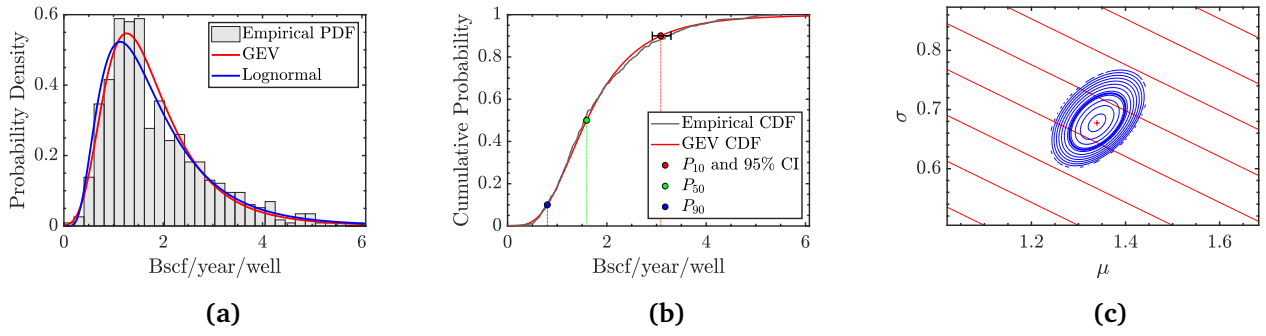 0.6
0.3
0
0
2
4
6
Probability Density
Bscf/year/well
Empirical PDF
GEV
Lognormal
(a)
1
0.8
0.6
0.4
0.2
0
0
2
4
6
Cumulative Probability
Bscf/year/well
Empirical CDF
GEV CDF
P10 and 95% CI
P50
P90
(b)
0.8
0.7
0.6
1.2
1.4
1.6
σ
μ
(c)